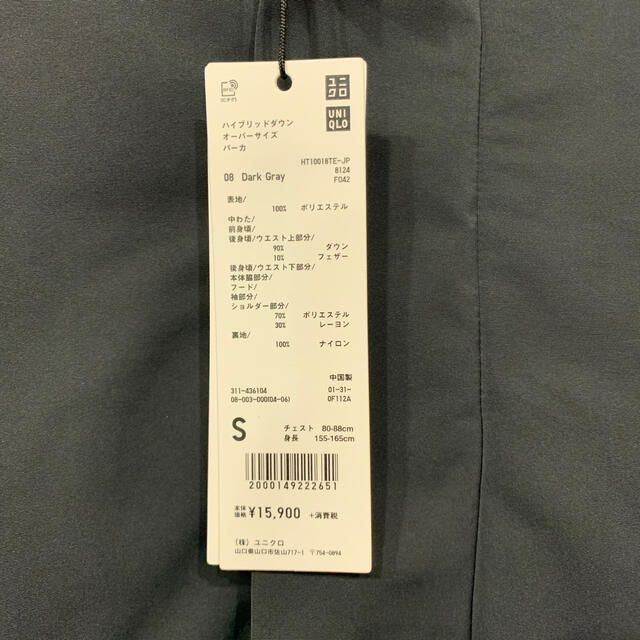 ユニ
クロ
UNI
QLO
ハイブリッドダウン
オーバーサイズ
パーカ
HT10018TE-JP
08 Dark Gray
8124
F042
表地/
100% ポリエステル
中わた/
前身頃/
後身頃/ウエスト上部分/
90% ダウン
10% フェザー
後身頃/ウエスト下部分/
本体脇部分/
フード/
袖部分/
ショルダー部分/
70% ポリエステル
30% レーヨン
裏地/
100% ナイロン
中国製
311-436104 01-31-
08-003-000(04-06) 0F112A
S
チェスト 80-88cm
身長 155-165cm
2000149222651
本体
価格 ¥15,900 +消費税
(株) ユニクロ
山口県山口市佐山717-1 〒754-0894